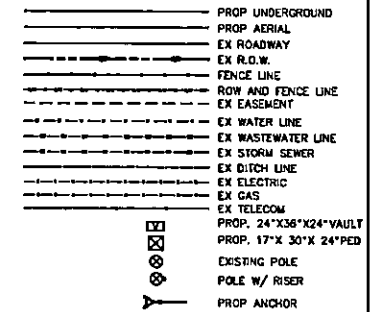 PROP UNDERGROUND
PROP AERIAL
EX ROADWAY
EX R.O.W.
FENCE LINE
ROW AND FENCE LINE
EX EASEMENT
EX WATER LINE
EX WASTEWATER LINE
EX STORM SEWER
EX DITCH LINE
EX ELECTRIC
EX GAS
EX TELECOM
PROP. 24"X36"X24"VAULT
PROP. 17"X 30"X 24"PED
EXISTING POLE
POLE W/ RISER
PROP ANCHOR